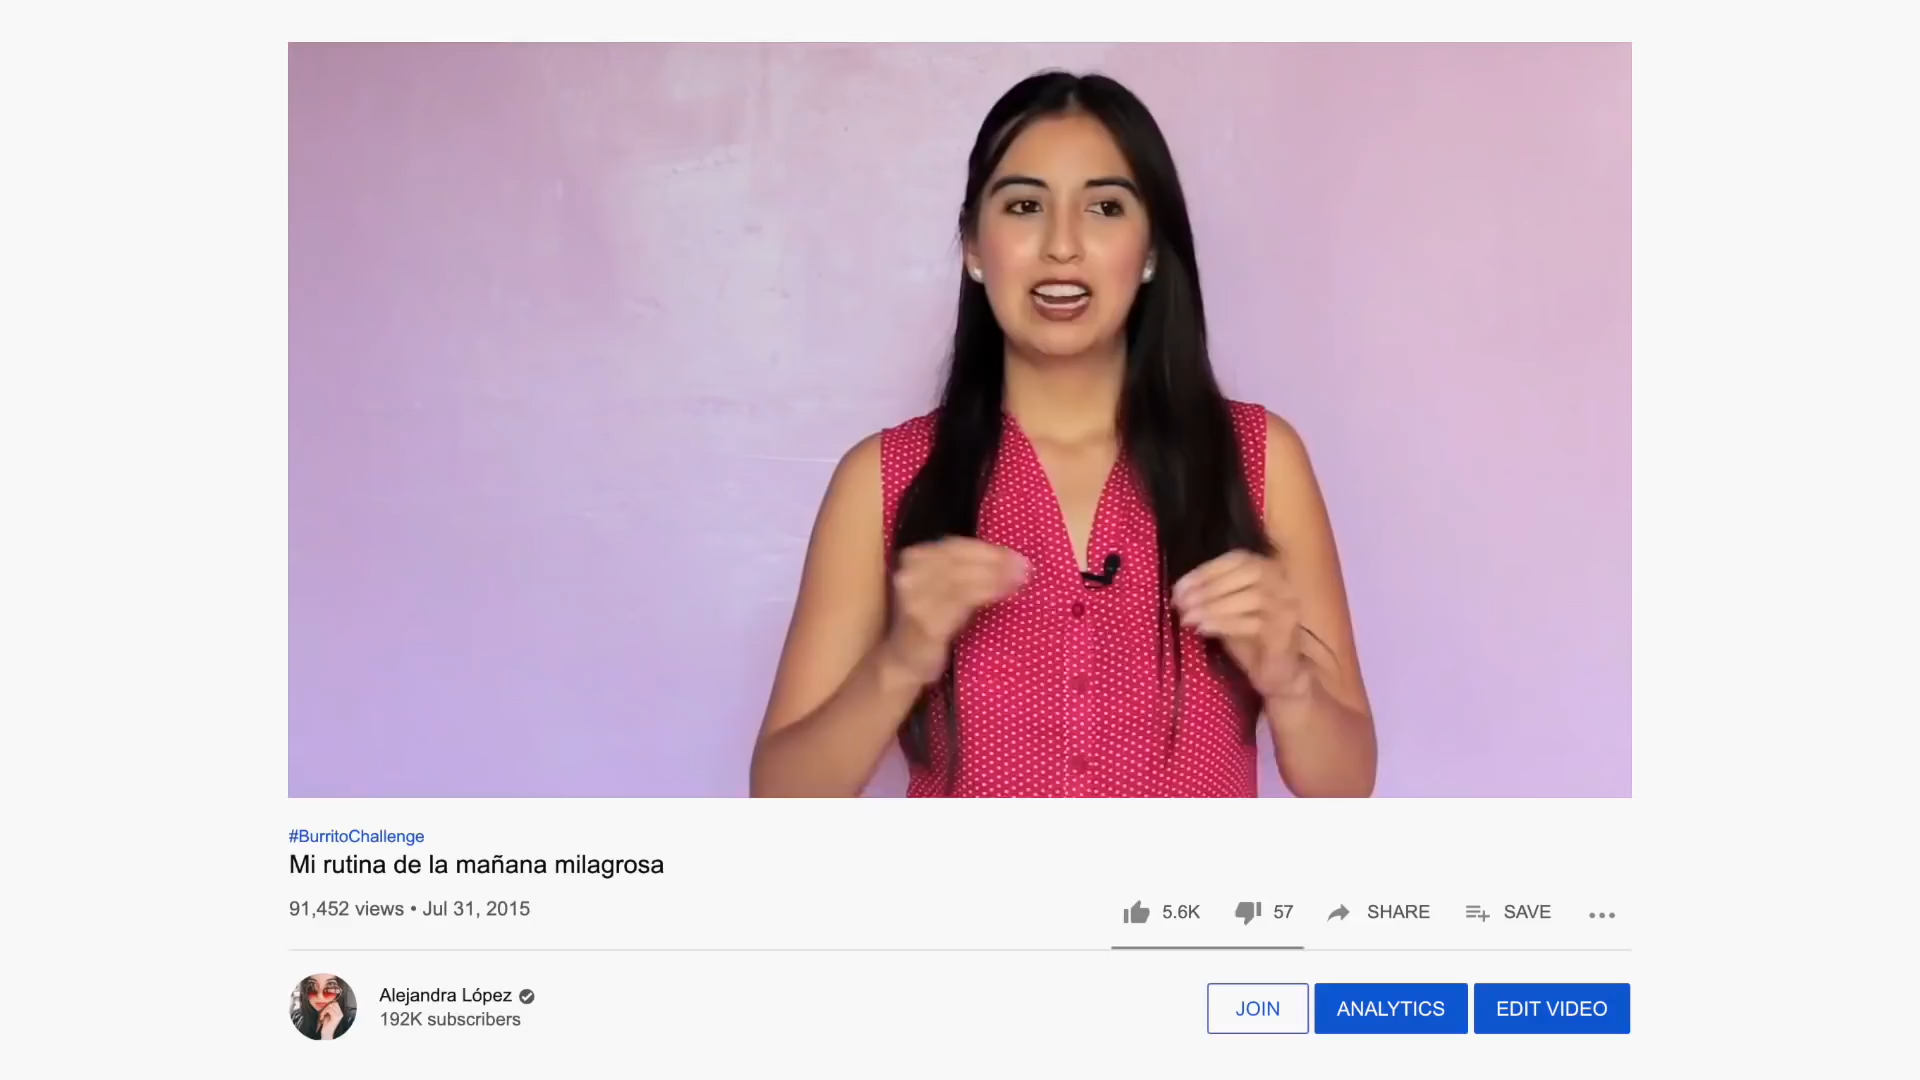 #BurritoChallenge
Mi rutina de la mañana milagrosa
91,452 views • Jul 31, 2015
5.6K 57 SHARE SAVE
Alejandra López
192K subscribers
JOIN ANALYTICS EDIT VIDEO